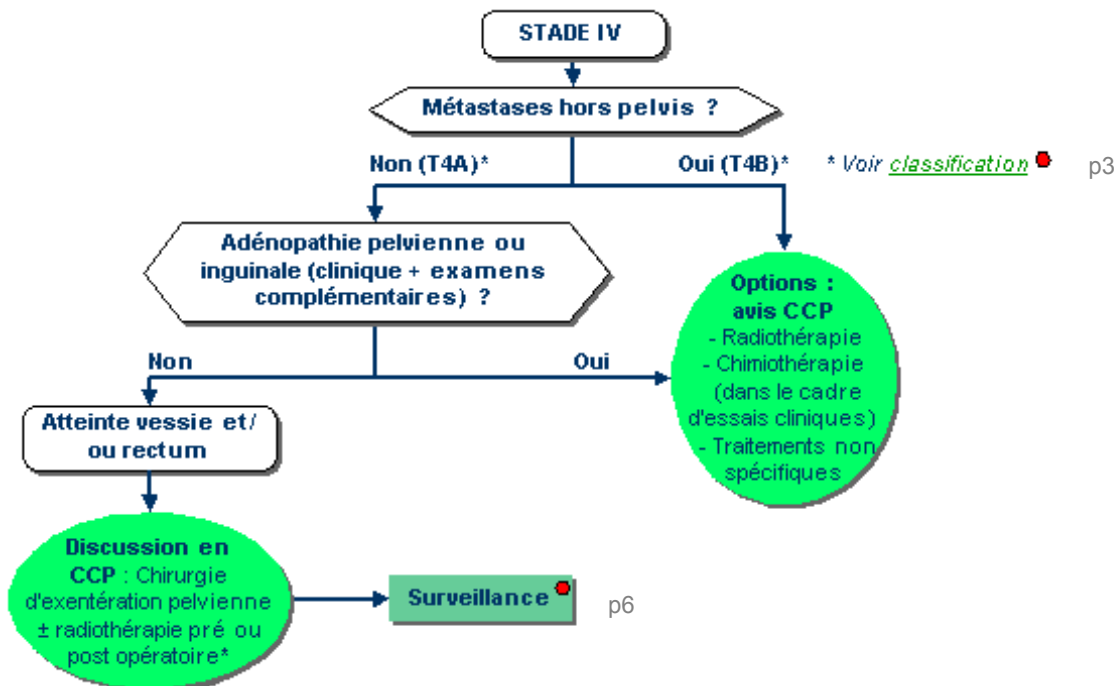 STADE IV
Métastases hors pelvis ?
Non (T4A)*
Oui (T4B)*
* Voir classification
p3
Adénopathie pelvienne ou
inguinale (clinique + examens
complémentaires) ?
Options :
avis CCP
- Radiothérapie
- Chimiothérapie
(dans le cadre
d'essais cliniques)
- Traitements non
spécifiques
Non
Oui
Atteinte vessie et/
ou rectum
Discussion en
CCP : Chirurgie
d'exentération pelvienne
± radiothérapie pré ou
post opératoire*
Surveillance
p6